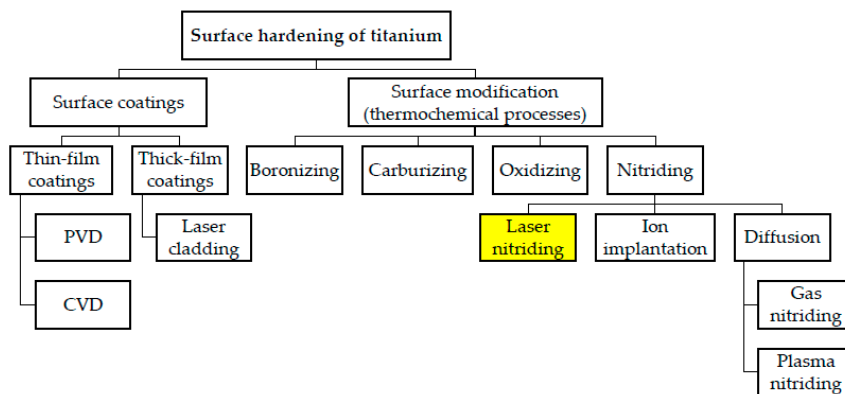 Surface hardening of titanium
Surface coatings
Surface modification
(thermochemical processes)
Thin-film
coatings
Thick-film
coatings
Boronizing
Carburizing
Oxidizing
Nitriding
PVD
Laser
cladding
Laser
nitriding
Ion
implantation
Diffusion
CVD
Gas
nitriding
Plasma
nitriding